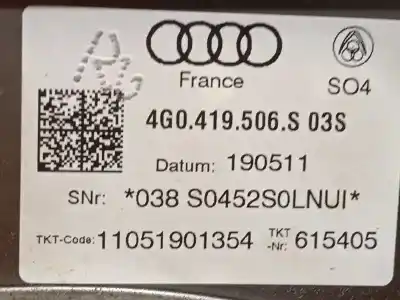 France
SO4
4G0.419.506.S 03S
Datum: 190511
SNr: *038 S0452S0LNUI*
TKT-Code: 11051901354 TKT-Nr: 615405